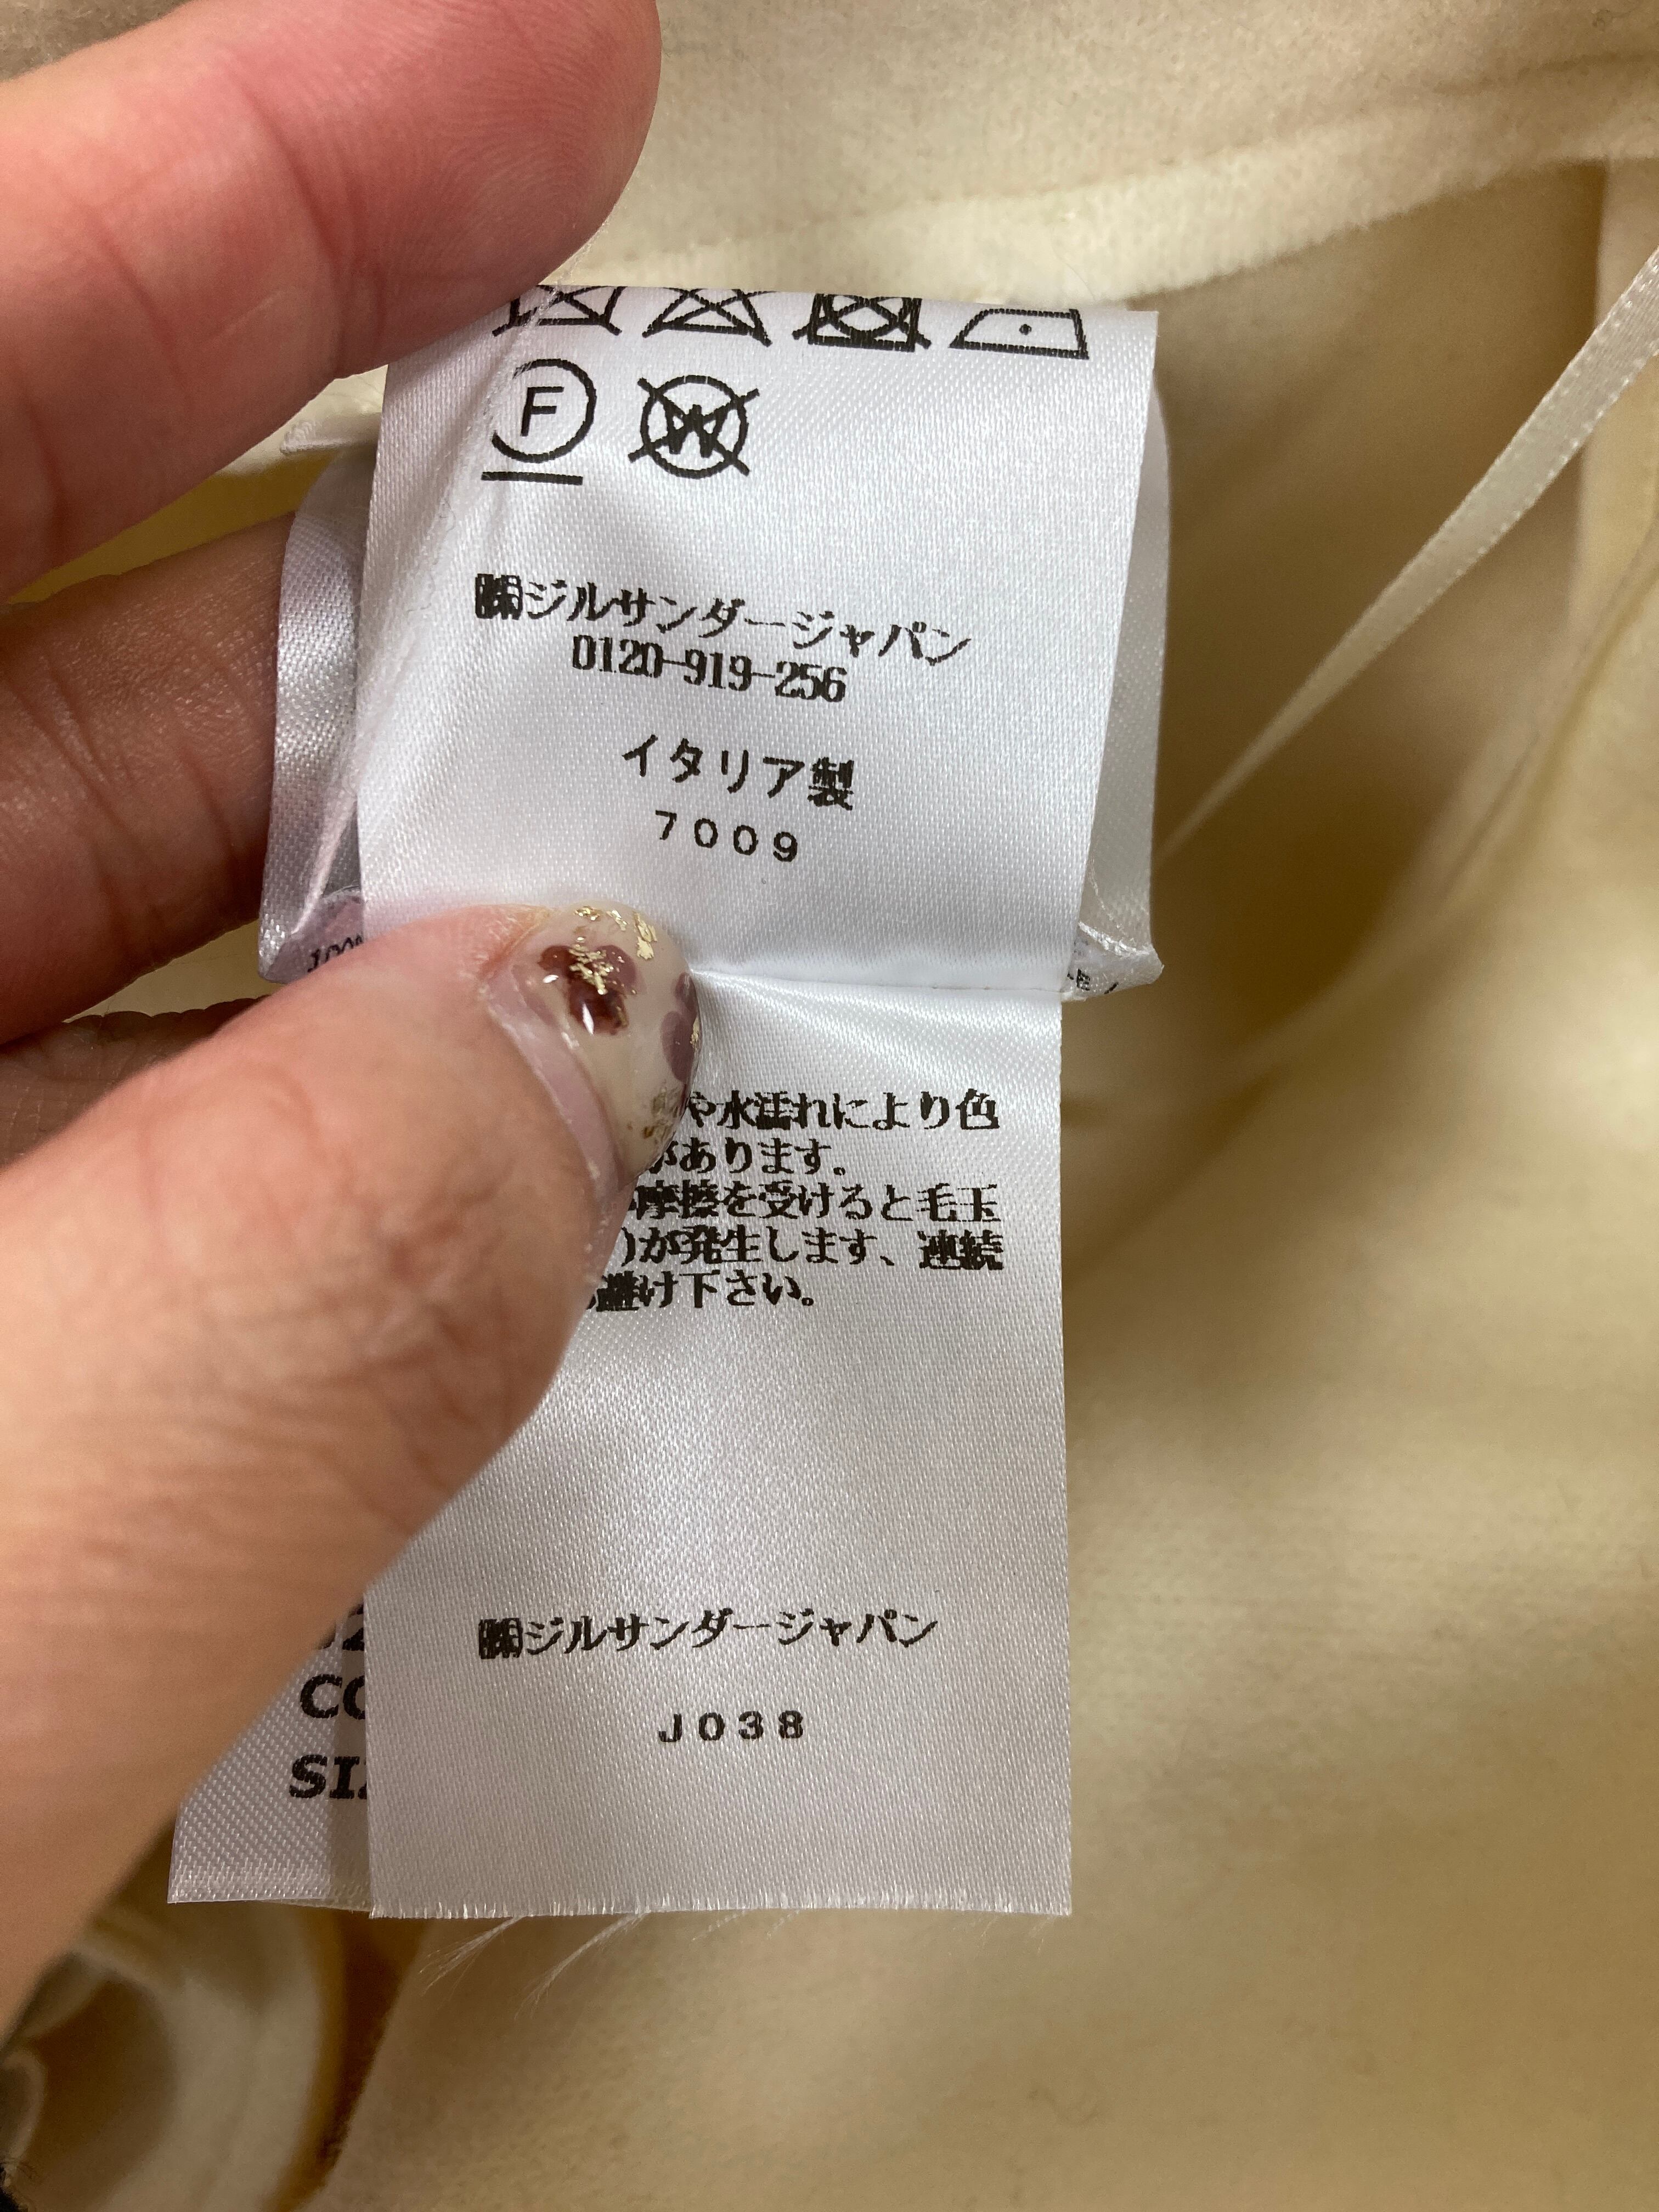 F
W
㈱ジルサンダージャパン
0120-919-256
イタリア製
7009
100%
や水濡れにより色
があります。
摩擦を受けると毛玉
)が発生します、連続
避け下さい。
㈱ジルサンダージャパン
J038